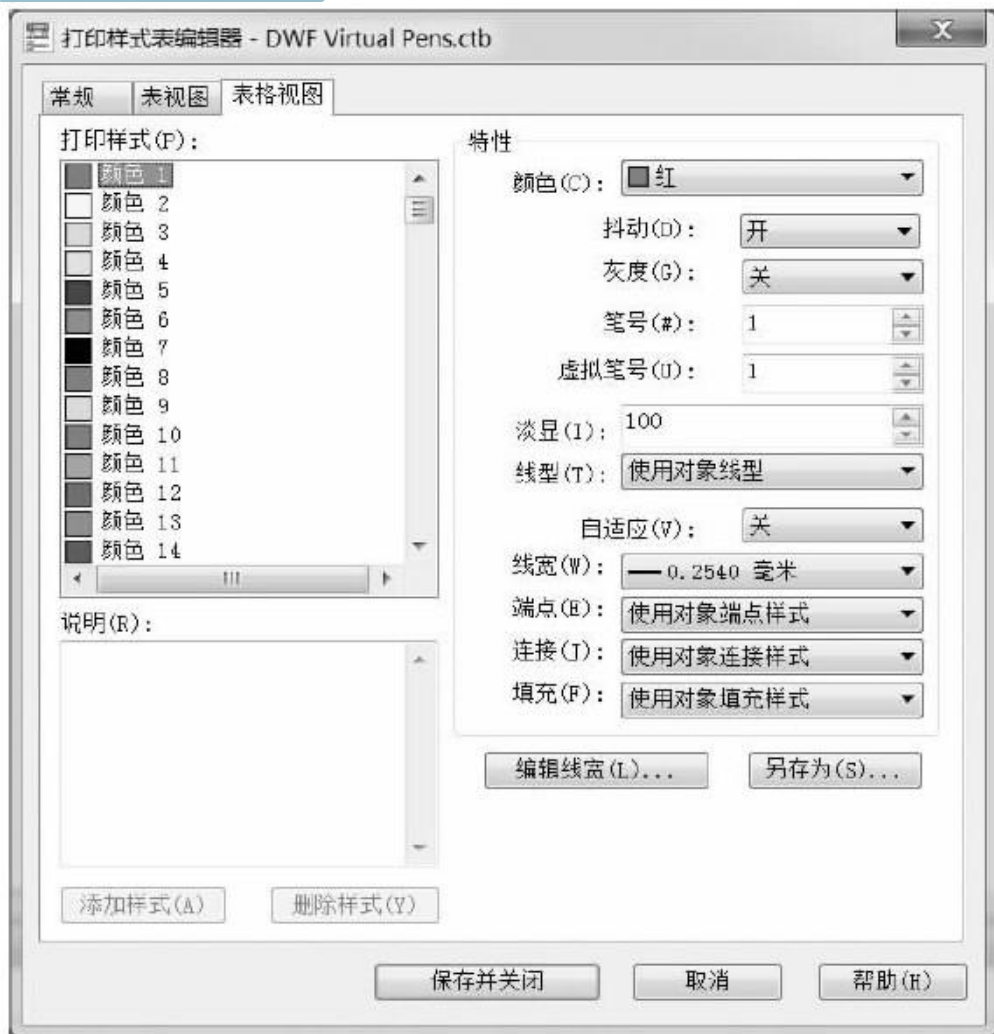 打印样式表编辑器 - DWF Virtual Pens.ctb
常规 表视图 表格视图
打印样式(P):
颜色 1
颜色 2
颜色 3
颜色 4
颜色 5
颜色 6
颜色 7
颜色 8
颜色 9
颜色 10
颜色 11
颜色 12
颜色 13
颜色 14
说明(R):
添加样式(A) 删除样式(Y)
特性
颜色(C): 红
抖动(D): 开
灰度(G): 关
笔号(#): 1
虚拟笔号(U): 1
淡显(I): 100
线型(T): 使用对象线型
自适应(V): 关
线宽(W): 0.2540 毫米
端点(E): 使用对象端点样式
连接(J): 使用对象连接样式
填充(F): 使用对象填充样式
编辑线宽(L)... 另存为(S)...
保存并关闭 取消 帮助(H)